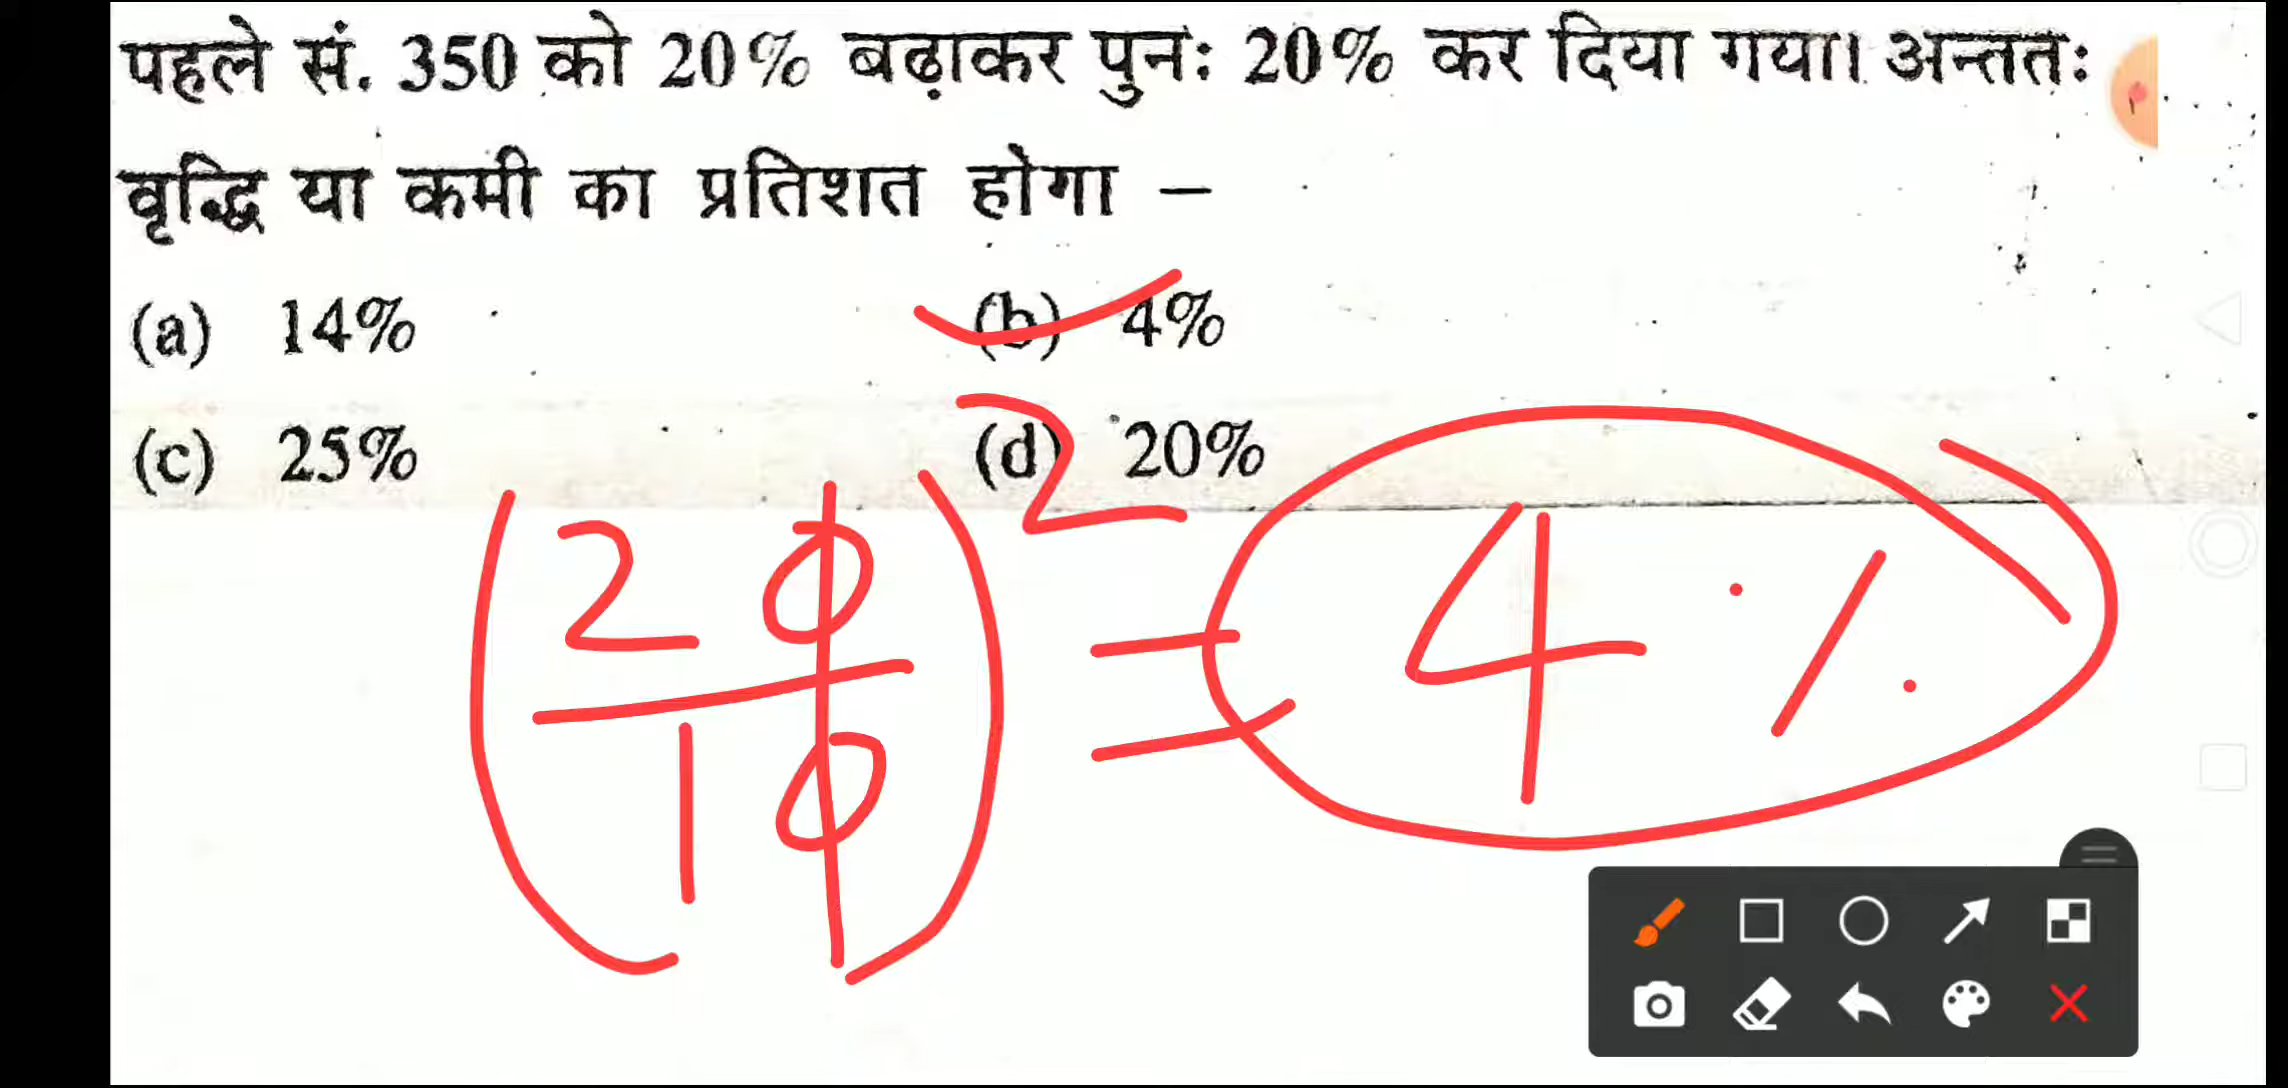 पहले सं. 350 को 20% बढ़ाकर पुनः 20% कर दिया गया। अन्ततः
वृद्धि या कमी का प्रतिशत होगा –
(a) 14% (b) 4%
(c) 25% (d) 20%
(20/10)2 = 4%